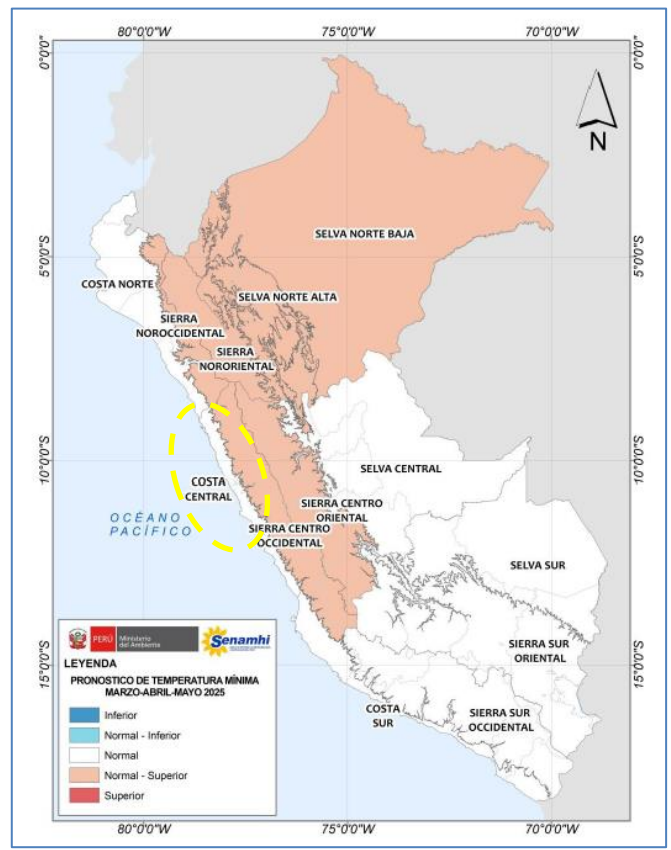 80°0'0"W 75°0'0"W 70°0'0"W
0°0'0" 0°0'0"
N
SELVA NORTE BAJA
5°0'0"S 5°0'0"S
COSTA NORTE
SELVA NORTE ALTA
SIERRA
NOROCCIDENTAL
SIERRA
NORORIENTAL
10°0'0"S 10°0'0"S
SELVA CENTRAL
COSTA
CENTRAL
SIERRA CENTRO
ORIENTAL
OCÉANO
PACÍFICO
SIERRA CENTRO
OCCIDENTAL
SELVA SUR
SIERRA SUR
ORIENTAL
15°0'0"S 15°0'0"S
COSTA
SUR
SIERRA SUR
OCCIDENTAL
PERÚ Ministerio
del Ambiente
Senamhi
LEYENDA
PRONOSTICO DE TEMPERATURA MÍNIMA
MARZO-ABRIL-MAYO 2025
Inferior
Normal - Inferior
Normal
Normal - Superior
Superior
80°0'0"W 75°0'0"W 70°0'0"W